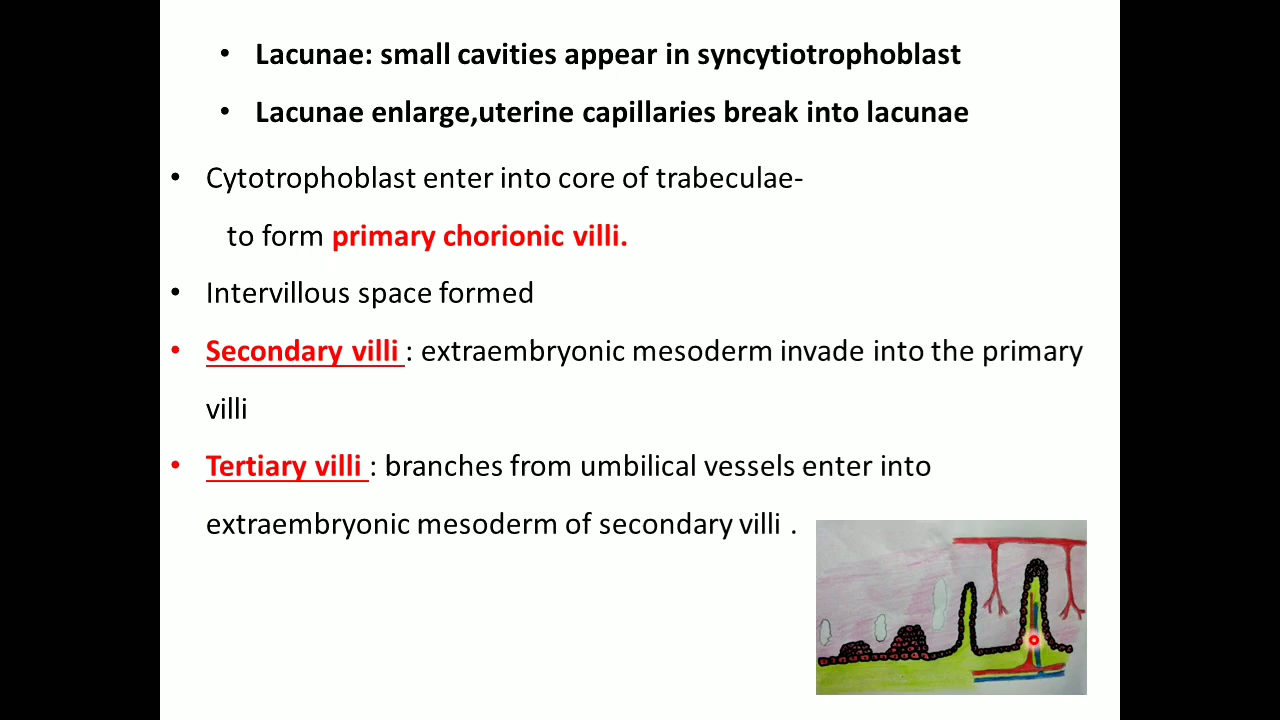 • Lacunae: small cavities appear in syncytiotrophoblast
• Lacunae enlarge,uterine capillaries break into lacunae
• Cytotrophoblast enter into core of trabeculae-
to form primary chorionic villi.
• Intervillous space formed
• Secondary villi : extraembryonic mesoderm invade into the primary
villi
• Tertiary villi : branches from umbilical vessels enter into
extraembryonic mesoderm of secondary villi .